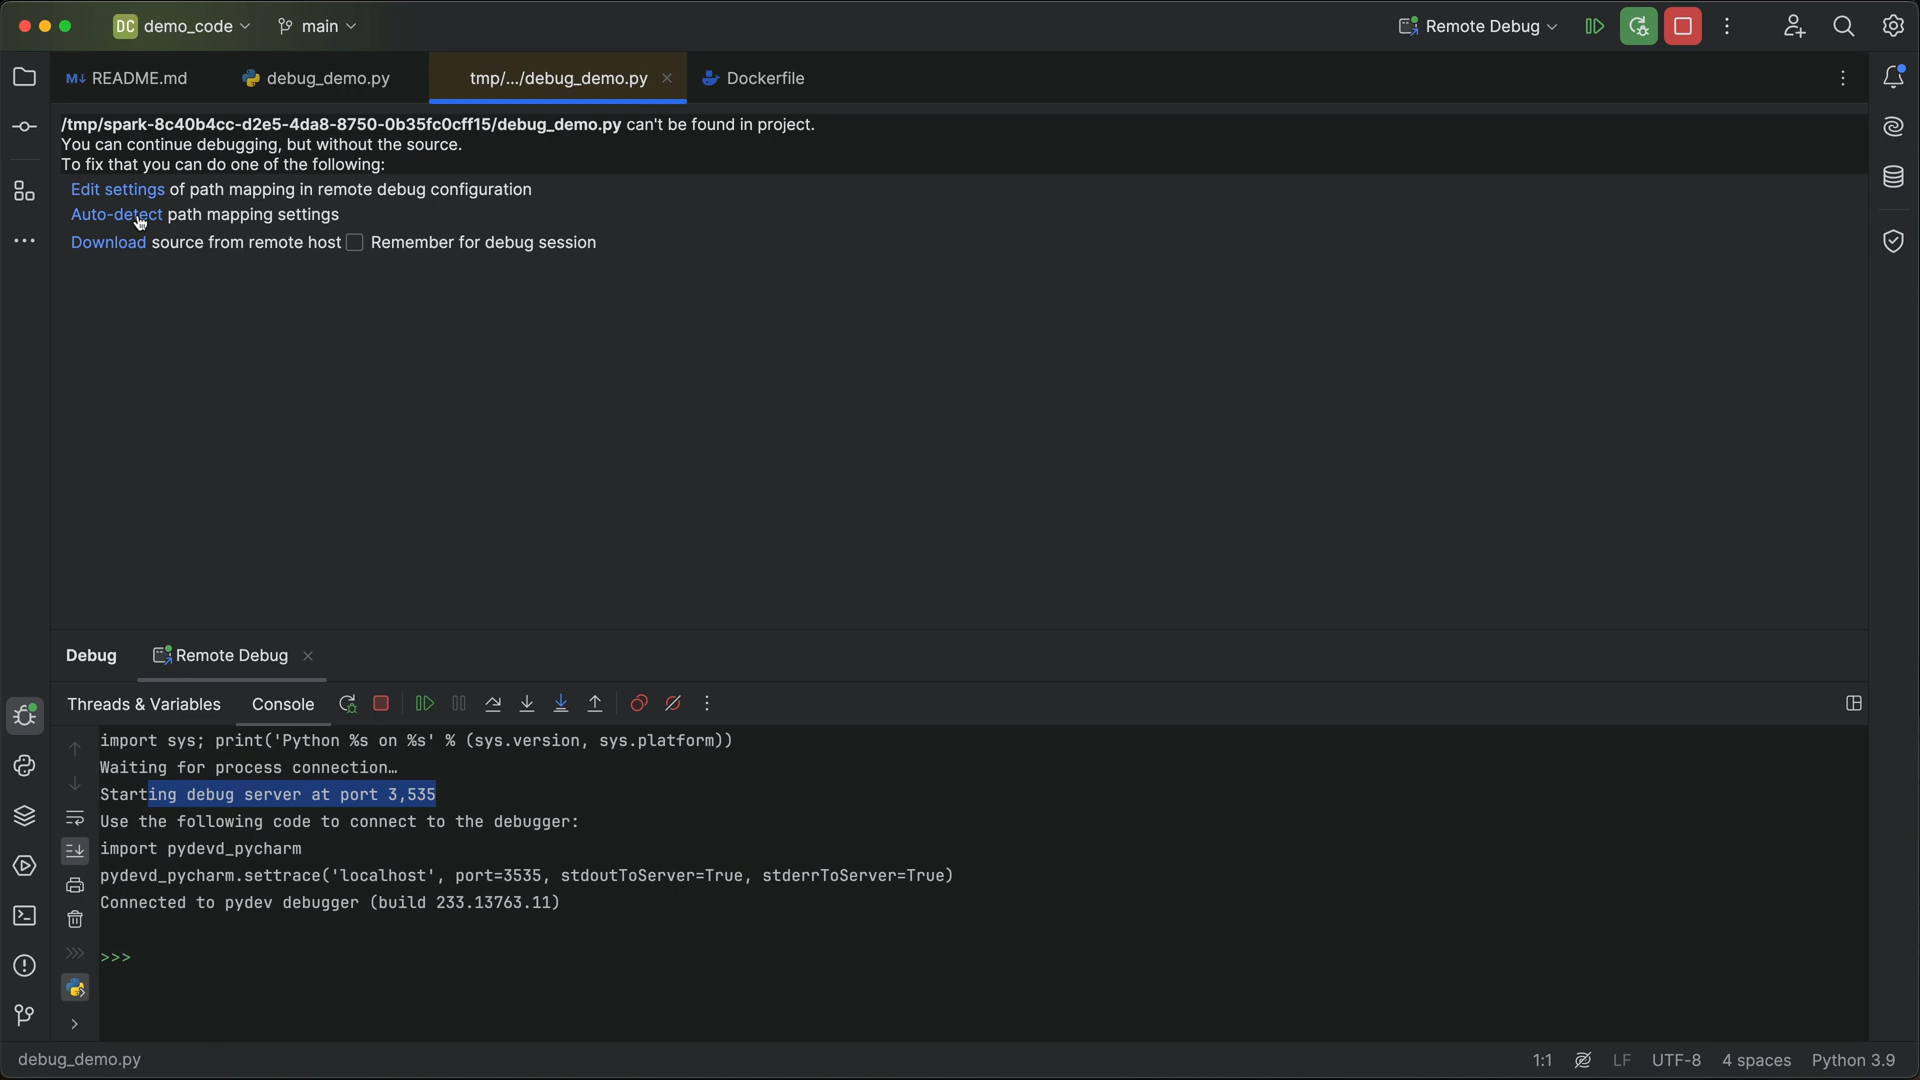 DC demo_code main Remote Debug
M↓ README.md debug_demo.py tmp/.../debug_demo.py Dockerfile
/tmp/spark-8c40b4cc-d2e5-4da8-8750-0b35fc0cff15/debug_demo.py can't be found in project.
You can continue debugging, but without the source.
To fix that you can do one of the following:
Edit settings of path mapping in remote debug configuration
Auto-detect path mapping settings
Download source from remote host Remember for debug session
Debug Remote Debug
Threads & Variables Console
import sys; print('Python %s on %s' % (sys.version, sys.platform))
Waiting for process connection…
Starting debug server at port 3,535
Use the following code to connect to the debugger:
import pydevd_pycharm
pydevd_pycharm.settrace('localhost', port=3535, stdoutToServer=True, stderrToServer=True)
Connected to pydev debugger (build 233.13763.11)
>>>
debug_demo.py 1:1 LF UTF-8 4 spaces Python 3.9